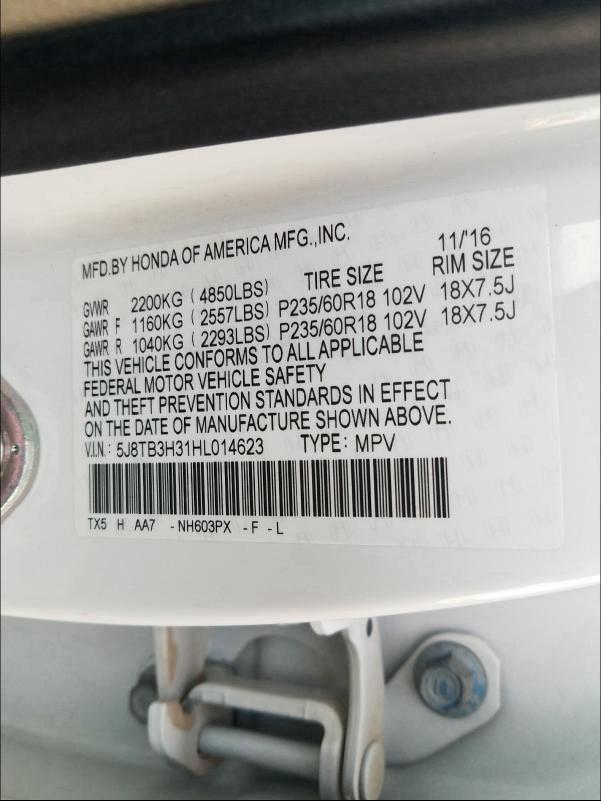 MFD.BY HONDA OF AMERICA MFG.,INC. 11/'16
TIRE SIZE RIM SIZE
GVWR 2200KG ( 4850LBS)
GAWR F 1160KG ( 2557LBS) P235/60R18 102V 18X7.5J
GAWR R 1040KG ( 2293LBS) P235/60R18 102V 18X7.5J
THIS VEHICLE CONFORMS TO ALL APPLICABLE
FEDERAL MOTOR VEHICLE SAFETY
AND THEFT PREVENTION STANDARDS IN EFFECT
ON THE DATE OF MANUFACTURE SHOWN ABOVE.
V.I.N.: 5J8TB3H31HL014623 TYPE: MPV
TX5 H AA7 - NH603PX - F - L